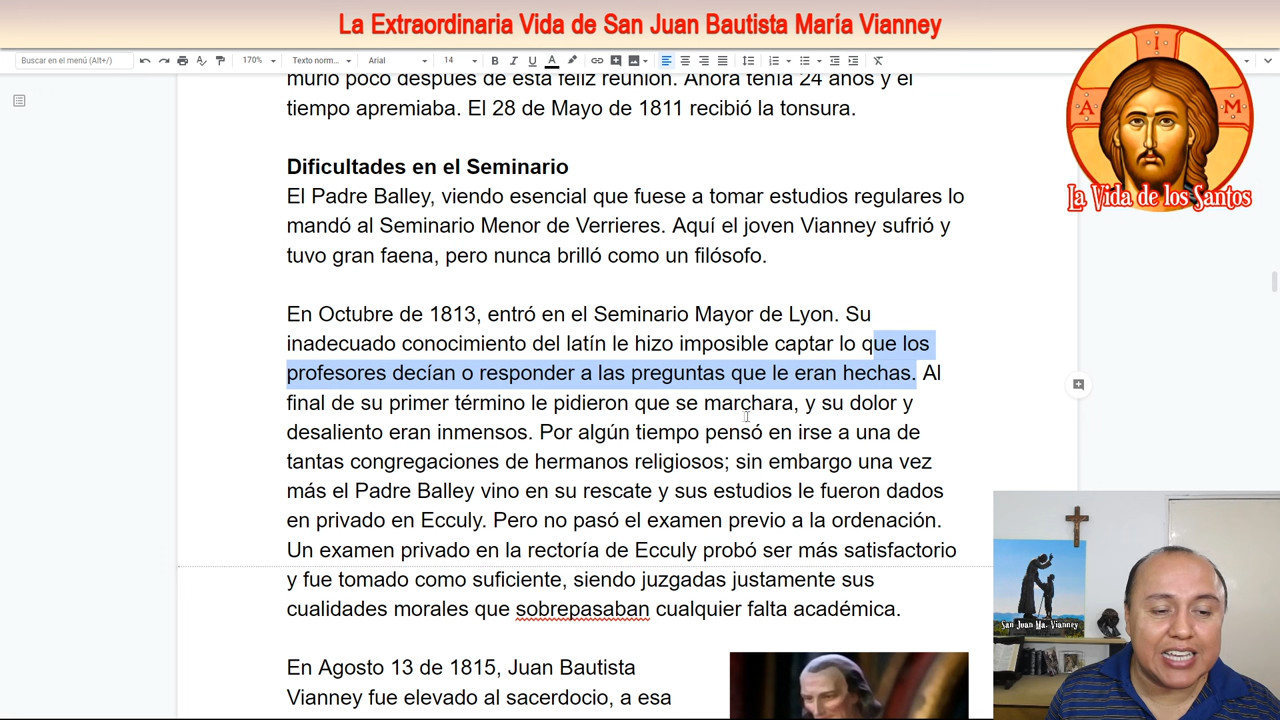 La Extraordinaria Vida de San Juan Bautista María Vianney
I
A M
La Vida de los Santos
Buscar en el menú (Alt+/) 170% Texto norm... Arial 14 B I U A
murió poco después de esta feliz reunión. Ahora tenía 24 años y el
tiempo apremiaba. El 28 de Mayo de 1811 recibió la tonsura.
Dificultades en el Seminario
El Padre Balley, viendo esencial que fuese a tomar estudios regulares lo
mandó al Seminario Menor de Verrieres. Aquí el joven Vianney sufrió y
tuvo gran faena, pero nunca brilló como un filósofo.
En Octubre de 1813, entró en el Seminario Mayor de Lyon. Su
inadecuado conocimiento del latín le hizo imposible captar lo que los
profesores decían o responder a las preguntas que le eran hechas. Al
final de su primer término le pidieron que se marchara, y su dolor y
desaliento eran inmensos. Por algún tiempo pensó en irse a una de
tantas congregaciones de hermanos religiosos; sin embargo una vez
más el Padre Balley vino en su rescate y sus estudios le fueron dados
en privado en Ecculy. Pero no pasó el examen previo a la ordenación.
Un examen privado en la rectoría de Ecculy probó ser más satisfactorio
y fue tomado como suficiente, siendo juzgadas justamente sus
cualidades morales que sobrepasaban cualquier falta académica.
En Agosto 13 de 1815, Juan Bautista
Vianney fue elevado al sacerdocio, a esa
San Juan Ma. Vianney